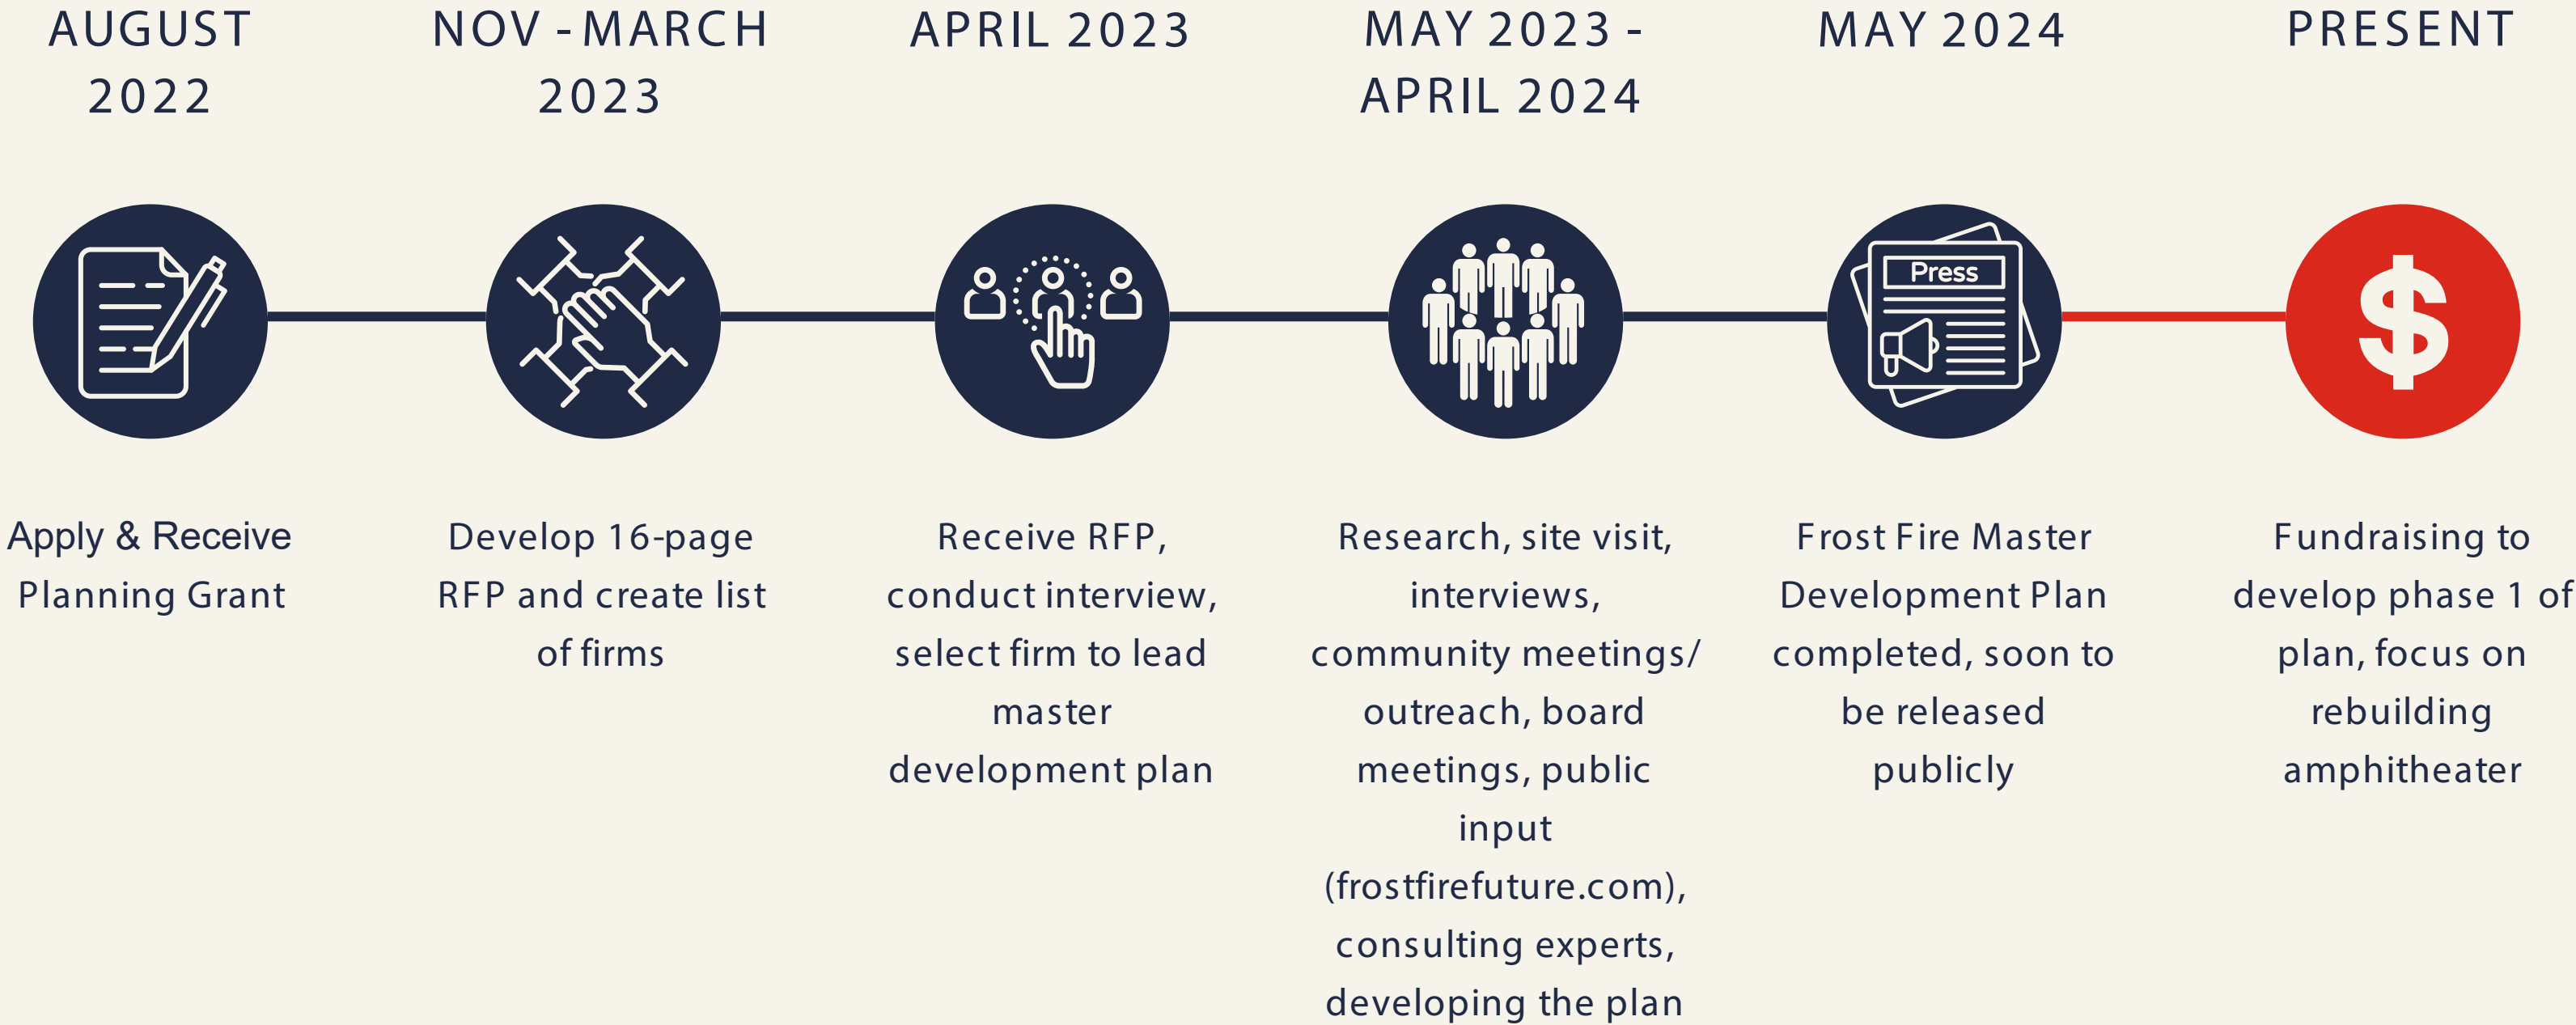 AUGUST
2022
Apply & Receive
Planning Grant
NOV - MARCH
2023
Develop 16-page
RFP and create list
of firms
APRIL 2023
Receive RFP,
conduct interview,
select firm to lead
master
development plan
MAY 2023 -
APRIL 2024
Research, site visit,
interviews,
community meetings/
outreach, board
meetings, public
input
(frostfirefuture.com),
consulting experts,
developing the plan
MAY 2024
Press
Frost Fire Master
Development Plan
completed, soon to
be released
publicly
PRESENT
$
Fundraising to
develop phase 1 of
plan, focus on
rebuilding
amphitheater